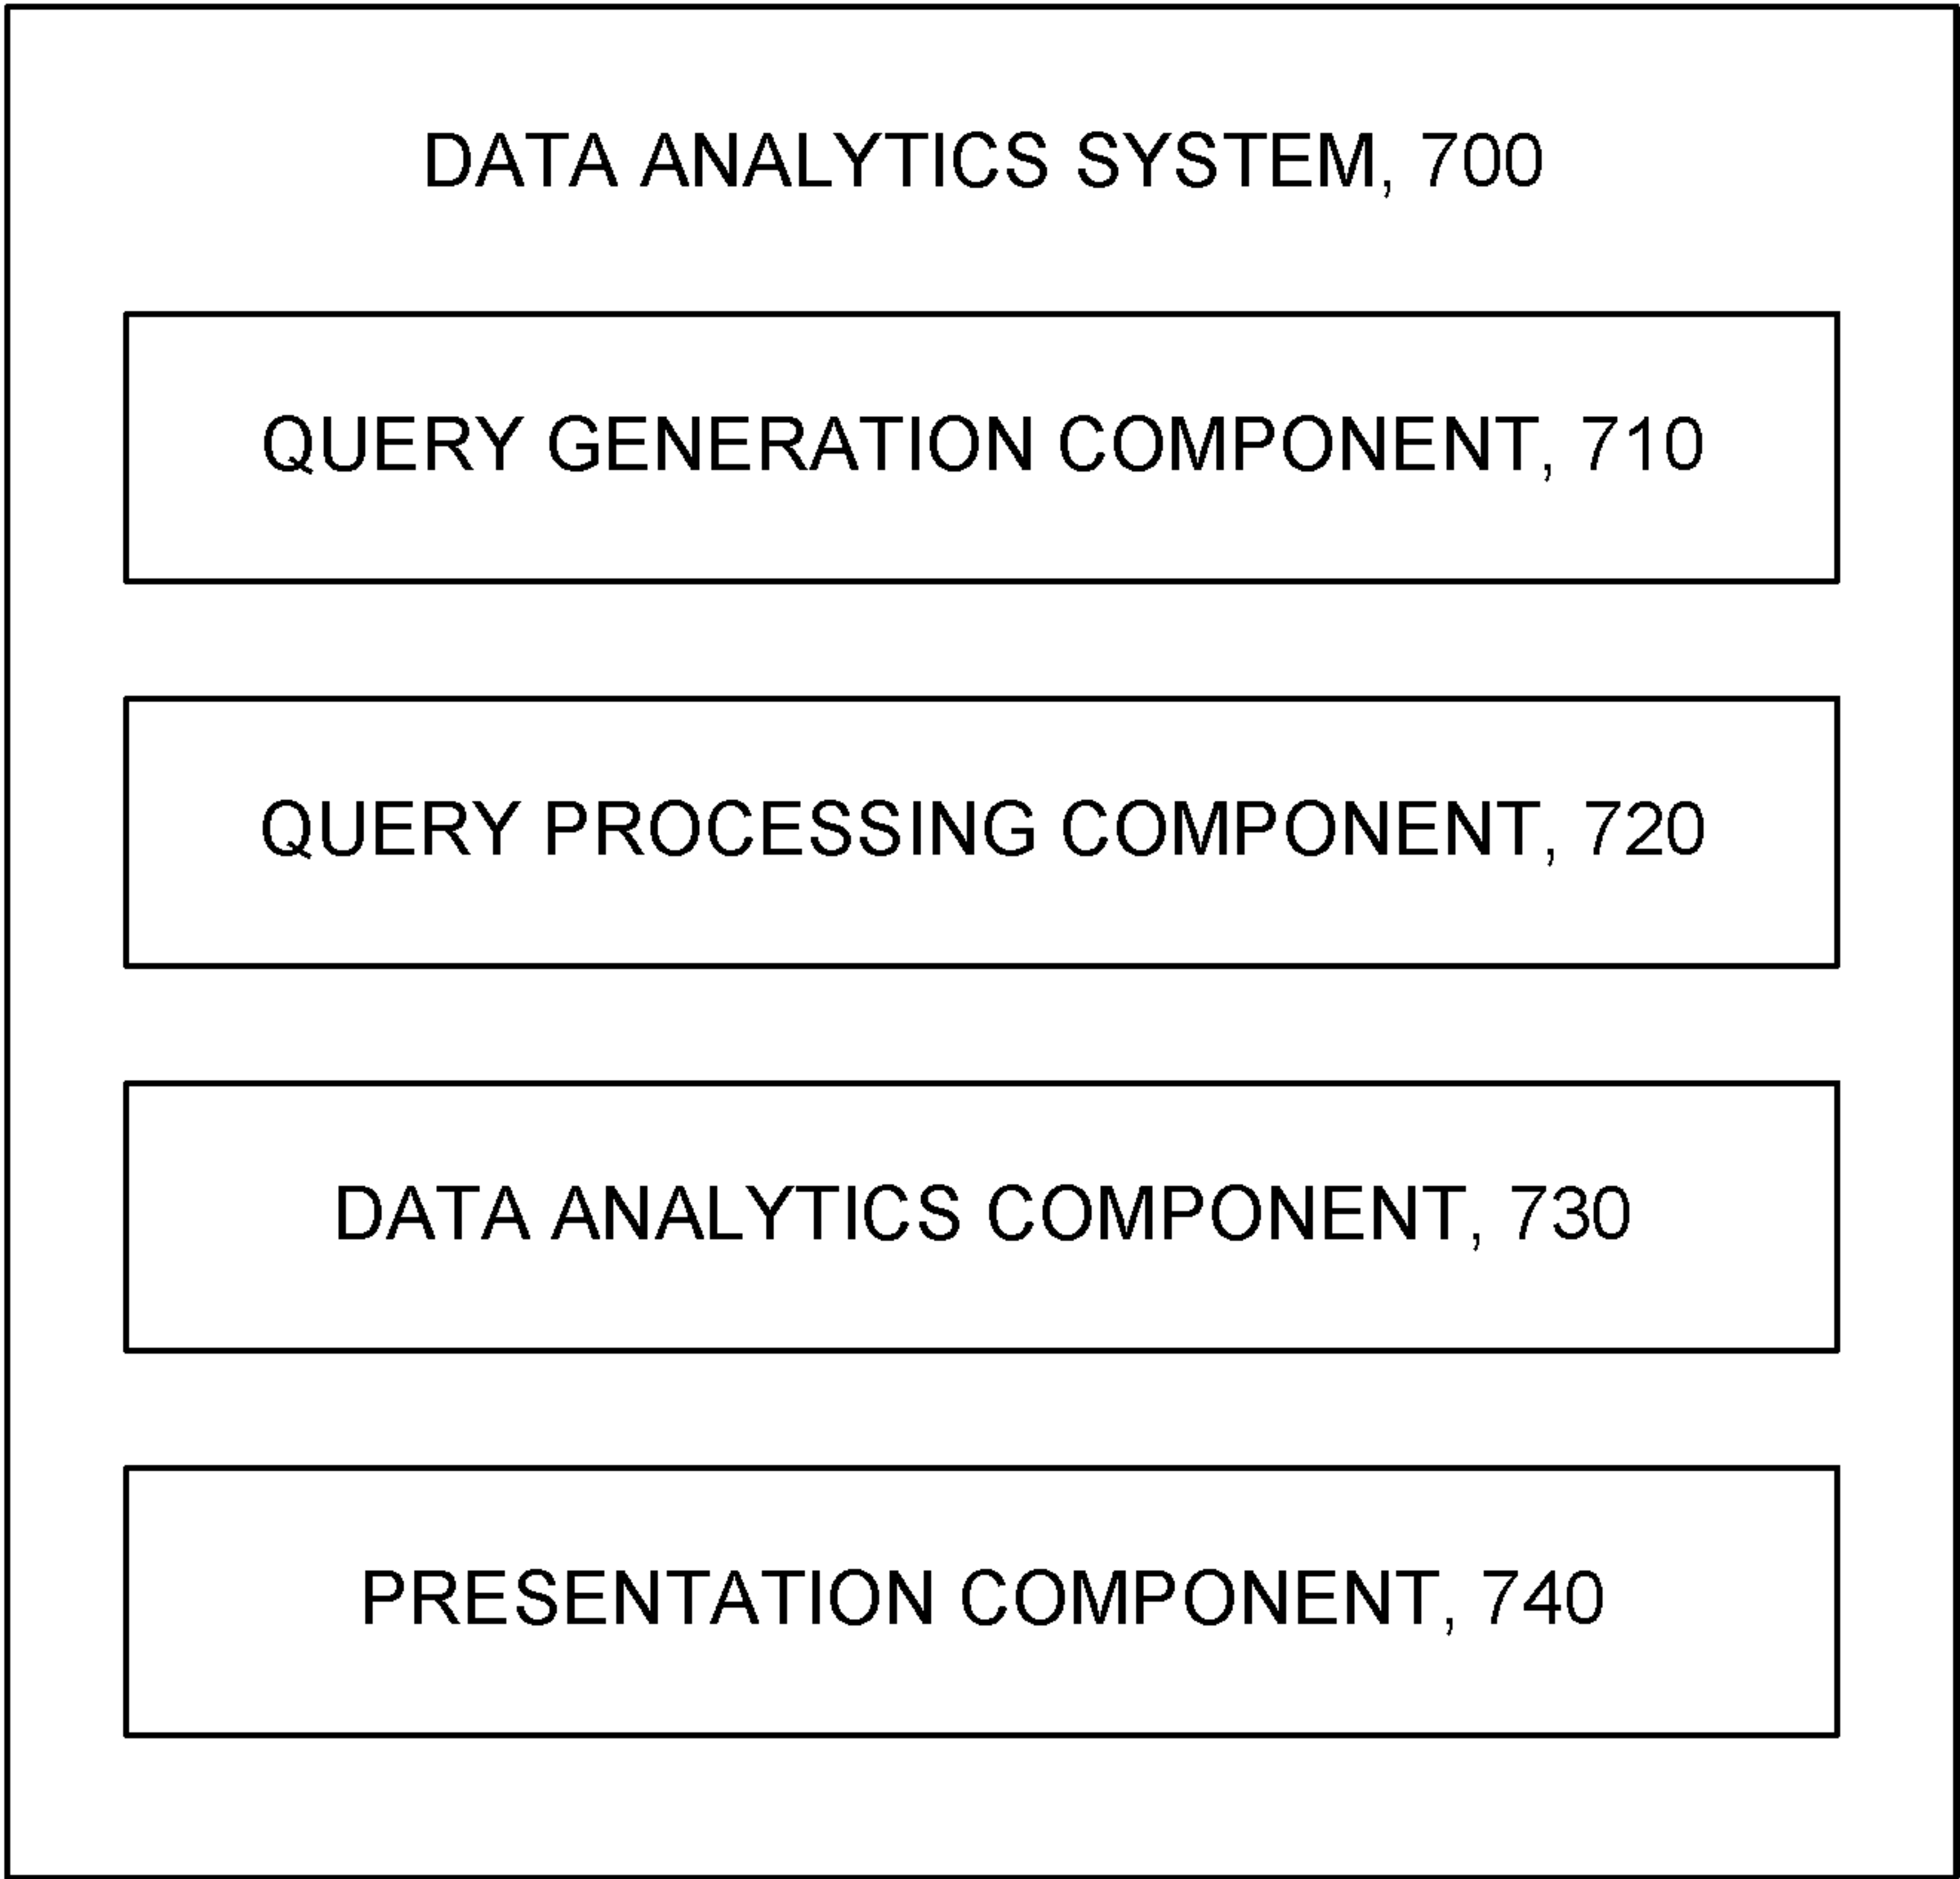 DATA ANALYTICS SYSTEM, 700
QUERY GENERATION COMPONENT, 710
QUERY PROCESSING COMPONENT, 720
DATA ANALYTICS COMPONENT, 730
PRESENTATION COMPONENT, 740